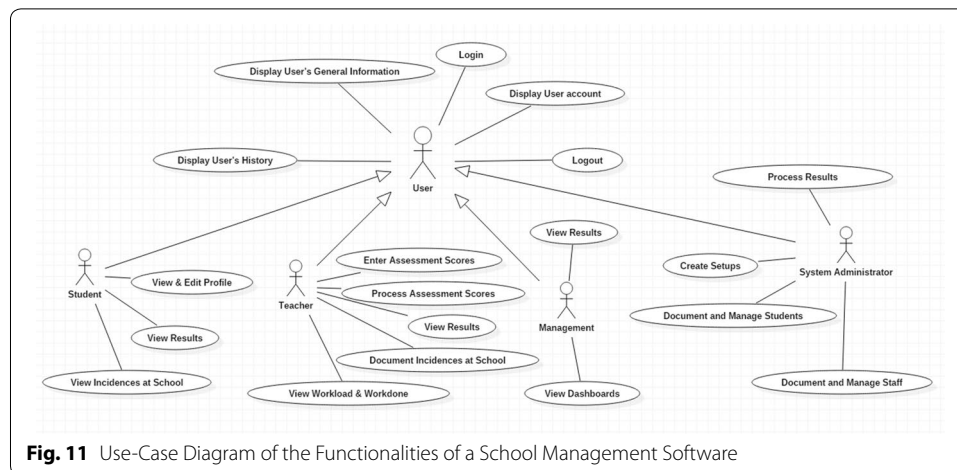 Login
Display User's General Information
Display User account
Display User's History
Logout
User
Process Results
View Results
Enter Assessment Scores
Create Setups
System Administrator
View & Edit Profile
Student
Teacher
Process Assessment Scores
Management
Document and Manage Students
View Results
View Results
Document Incidences at School
View Incidences at School
View Workload & Workdone
View Dashboards
Document and Manage Staff
Fig. 11 Use-Case Diagram of the Functionalities of a School Management Software